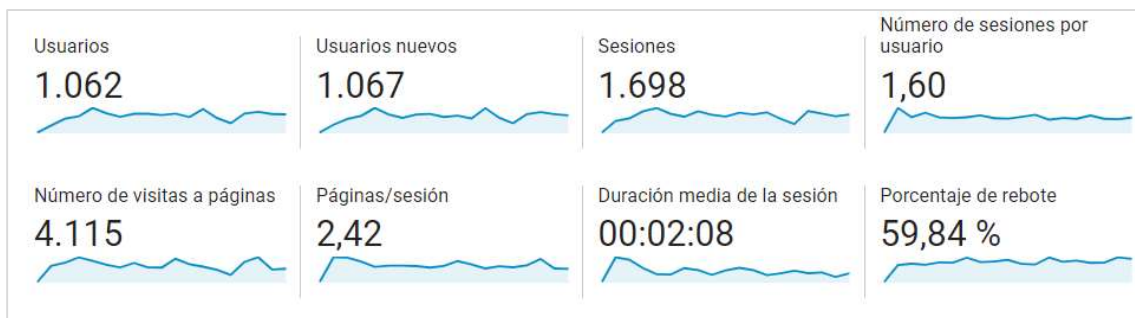 Usuarios
1.062
Usuarios nuevos
1.067
Sesiones
1.698
Número de sesiones por
usuario
1,60
Número de visitas a páginas
4.115
Páginas/sesión
2,42
Duración media de la sesión
00:02:08
Porcentaje de rebote
59,84 %